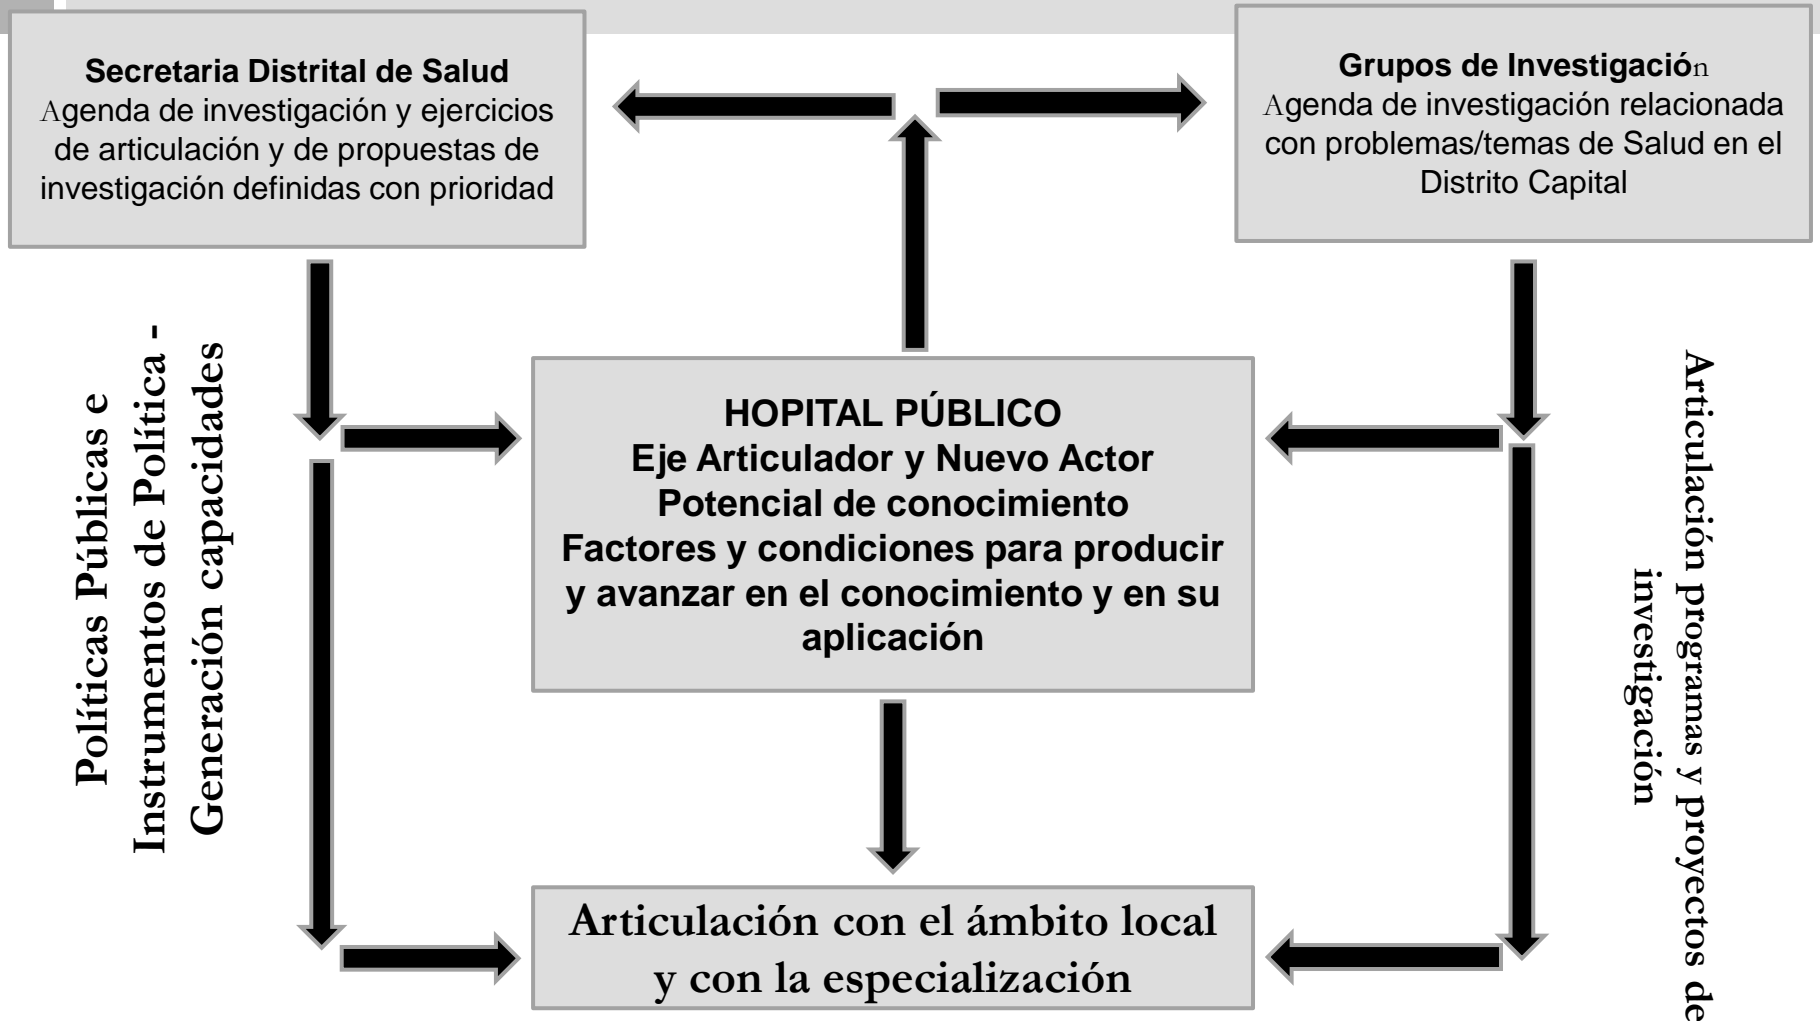 Secretaria Distrital de Salud
Agenda de investigación y ejercicios
de articulación y de propuestas de
investigación definidas con prioridad
Grupos de Investigación
Agenda de investigación relacionada
con problemas/temas de Salud en el
Distrito Capital
Políticas Públicas e
Instrumentos de Política -
Generación capacidades
HOPITAL PÚBLICO
Eje Articulador y Nuevo Actor
Potencial de conocimiento
Factores y condiciones para producir
y avanzar en el conocimiento y en su
aplicación
Articulación programas y proyectos de
investigación
Articulación con el ámbito local
y con la especialización